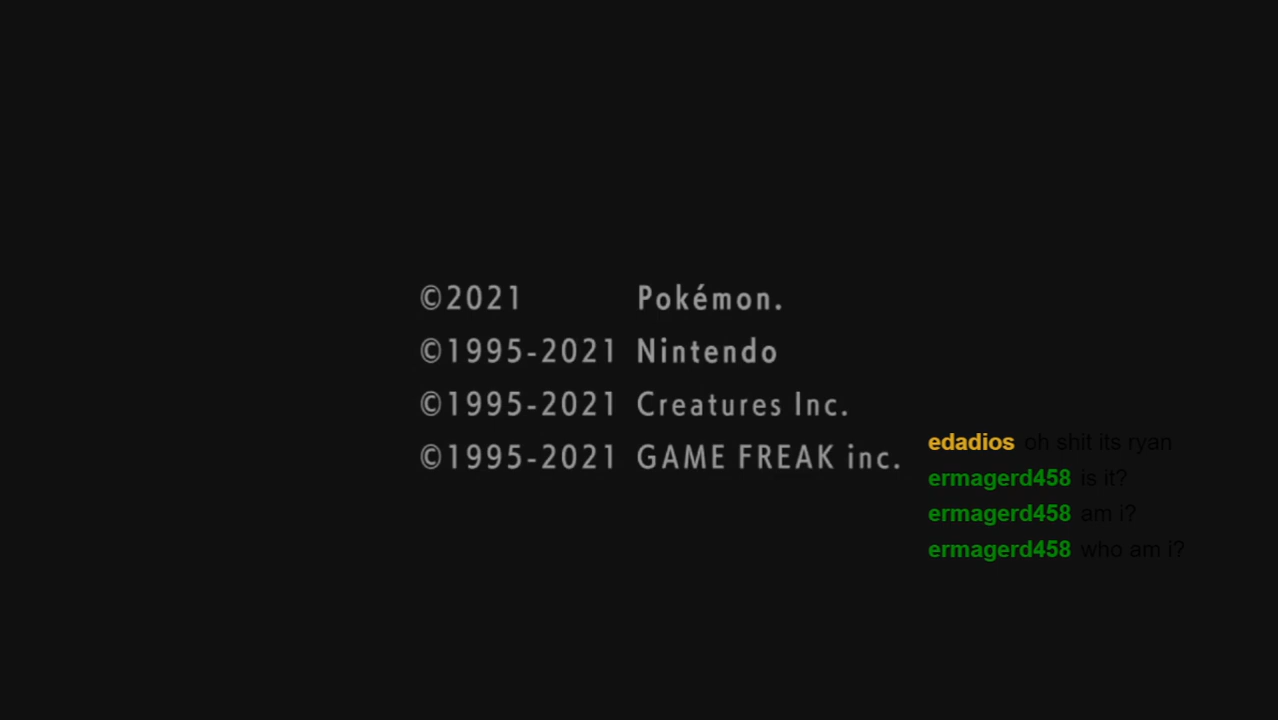 ©2021 Pokémon.
©1995-2021 Nintendo
©1995-2021 Creatures Inc.
©1995-2021 GAME FREAK inc.
edadios oh shit its ryan
ermagerd458 is it?
ermagerd458 am i?
ermagerd458 who am i?